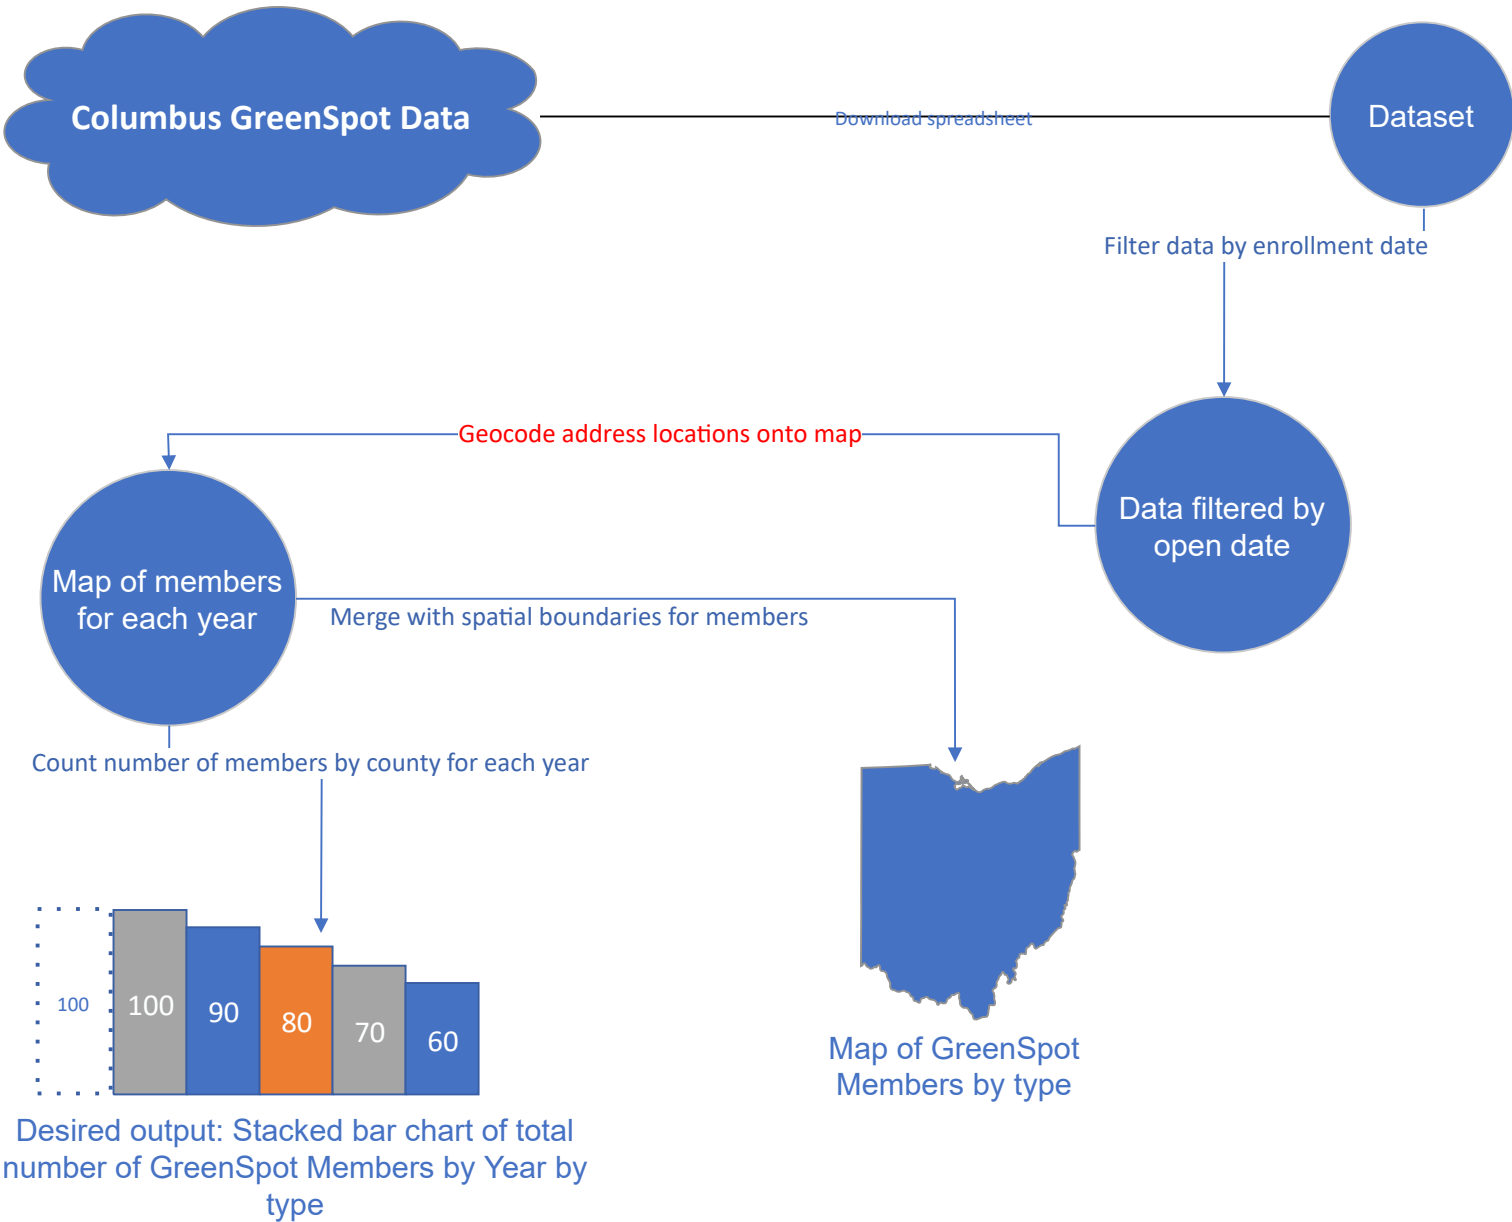 Columbus GreenSpot Data
Download spreadsheet
Dataset
Filter data by enrollment date
Geocode address locations onto map
Data filtered by
open date
Map of members
for each year
Merge with spatial boundaries for members
Count number of members by county for each year
100
100
90
80
70
60
Map of GreenSpot
Members by type
Desired output: Stacked bar chart of total
number of GreenSpot Members by Year by
type